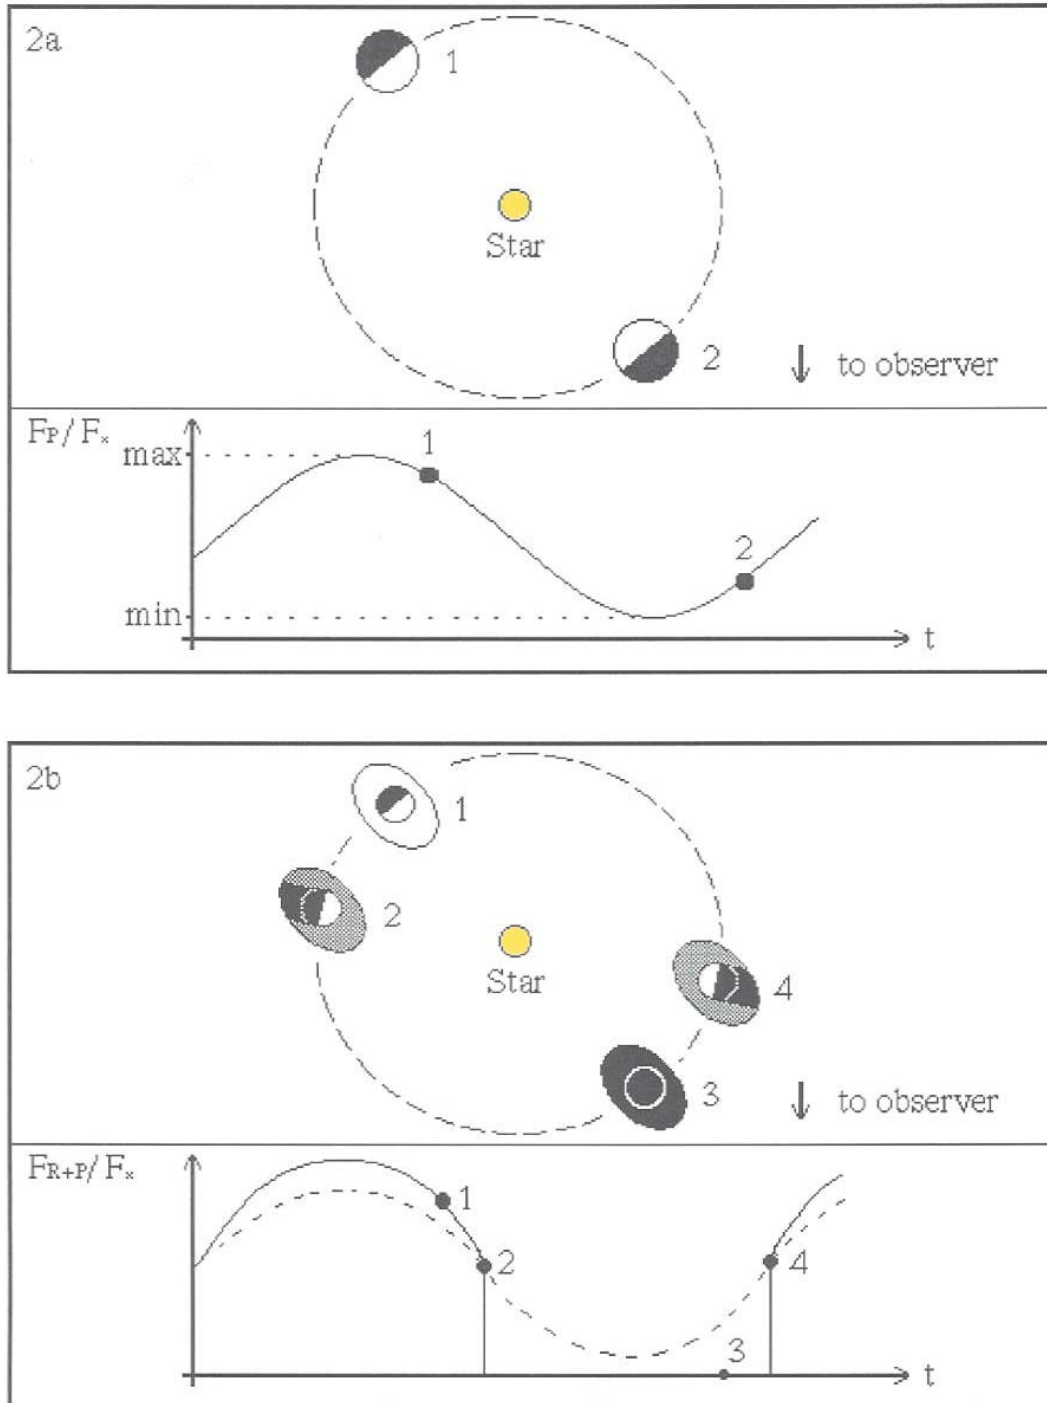 2a
1
Star
2
to observer
FP / F*
max
1
2
min
t
2b
1
2
Star
4
3
to observer
FR+P / F*
1
2
4
3
t